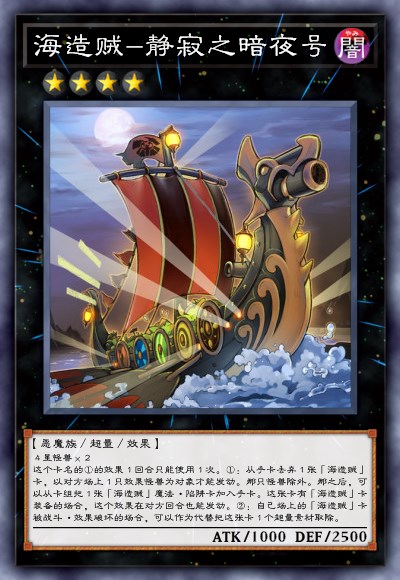 海造贼-静寂之暗夜号
闇
やみ
【恶魔族/超量/效果】
4星怪兽×2
这个卡名的①的效果1回合只能使用1次。①:从手卡丢弃1张「海造贼」
卡,以对方场上1只效果怪兽为对象才能发动。那只怪兽除外。那之后,可
以从卡组把1张「海造贼」魔法·陷阱卡加入手卡。这张卡有「海造贼」卡
装备的场合,这个效果在对方回合也能发动。②:自己场上的「海造贼」卡
被战斗·效果破坏的场合,可以作为代替把这张卡1个超量素材取除。
ATK/1000 DEF/2500